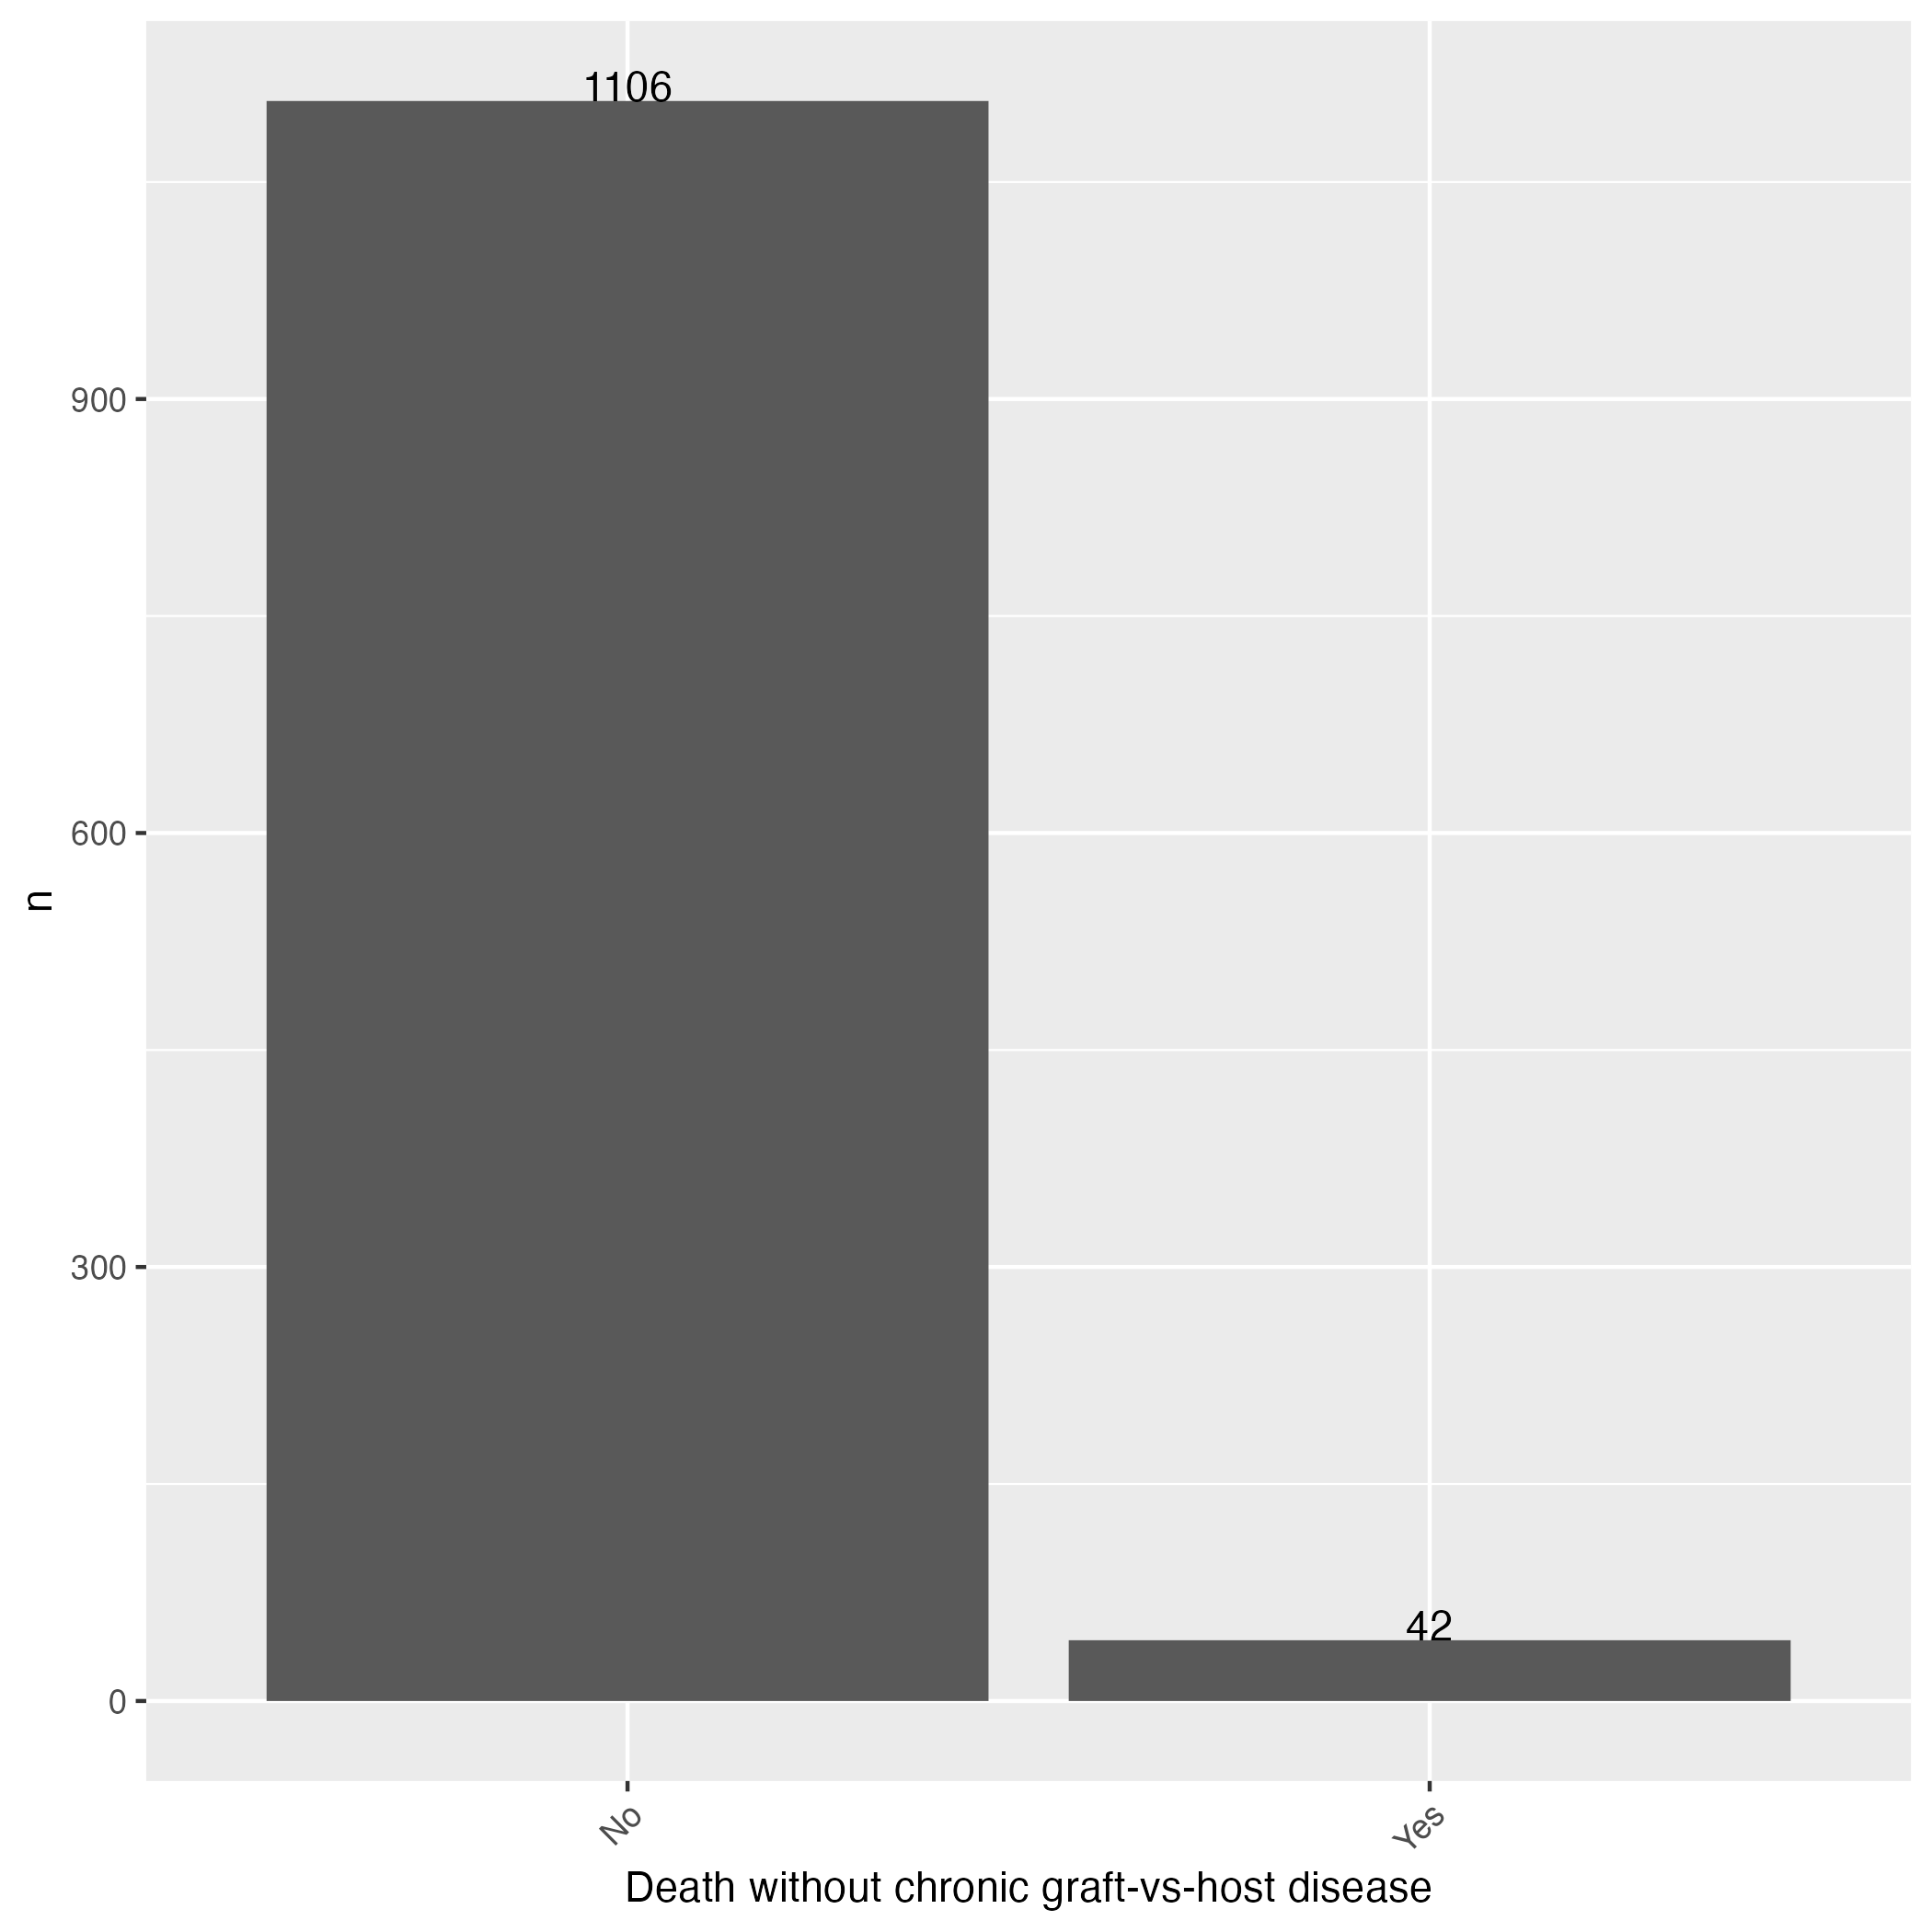 1106
900
600
n
300
42
0
No Yes
Death without chronic graft-vs-host disease